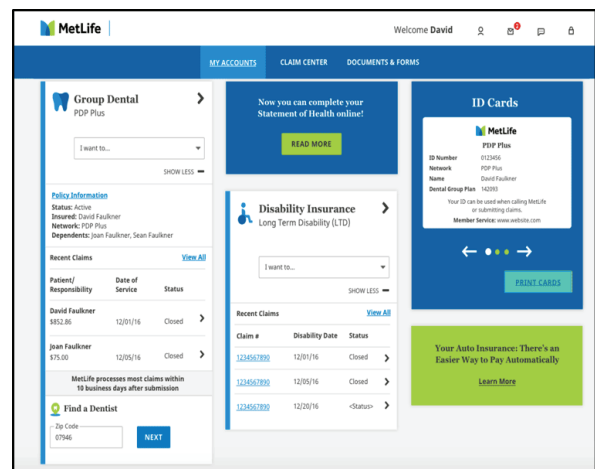 MetLife
Welcome David
2
MY ACCOUNTS
CLAIM CENTER
DOCUMENTS & FORMS
Group Dental
PDP Plus
I want to...
SHOW LESS
Policy Information
Status: Active
Insured: David Faulkner
Network: PDP Plus
Dependents: Joan Faulkner, Sean Faulkner
Recent Claims View All
Patient/ Responsibility Date of Service Status
David Faulkner
$852.86 12/01/16 Closed
Joan Faulkner
$75.00 12/05/16 Closed
MetLife processes most claims within
10 business days after submission
Find a Dentist
Zip Code
07946 NEXT
Now you can complete your
Statement of Health online!
READ MORE
Disability Insurance
Long Term Disability (LTD)
I want to...
SHOW LESS
Recent Claims View All
Claim # Disability Date Status
1234567890 12/01/16 Closed
1234567890 12/05/16 Closed
1234567890 12/20/16 <Status>
ID Cards
MetLife
PDP Plus
ID Number 0123456
Network PDP Plus
Name David Faulkner
Dental Group Plan 142093
Your ID can be used when calling MetLife
or submitting claims.
Member Service: www.website.com
PRINT CARDS
Your Auto Insurance: There's an
Easier Way to Pay Automatically
Learn More